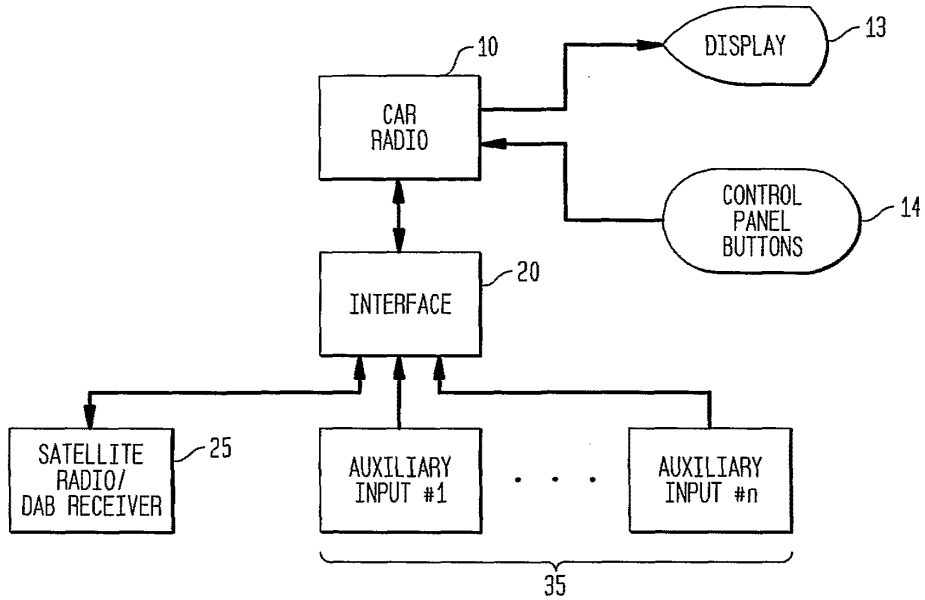 10
CAR
RADIO
DISPLAY
13
CONTROL
PANEL
BUTTONS
14
INTERFACE
20
SATELLITE
RADIO/
DAB RECEIVER
25
AUXILIARY
INPUT #1
. . .
AUXILIARY
INPUT #n
35